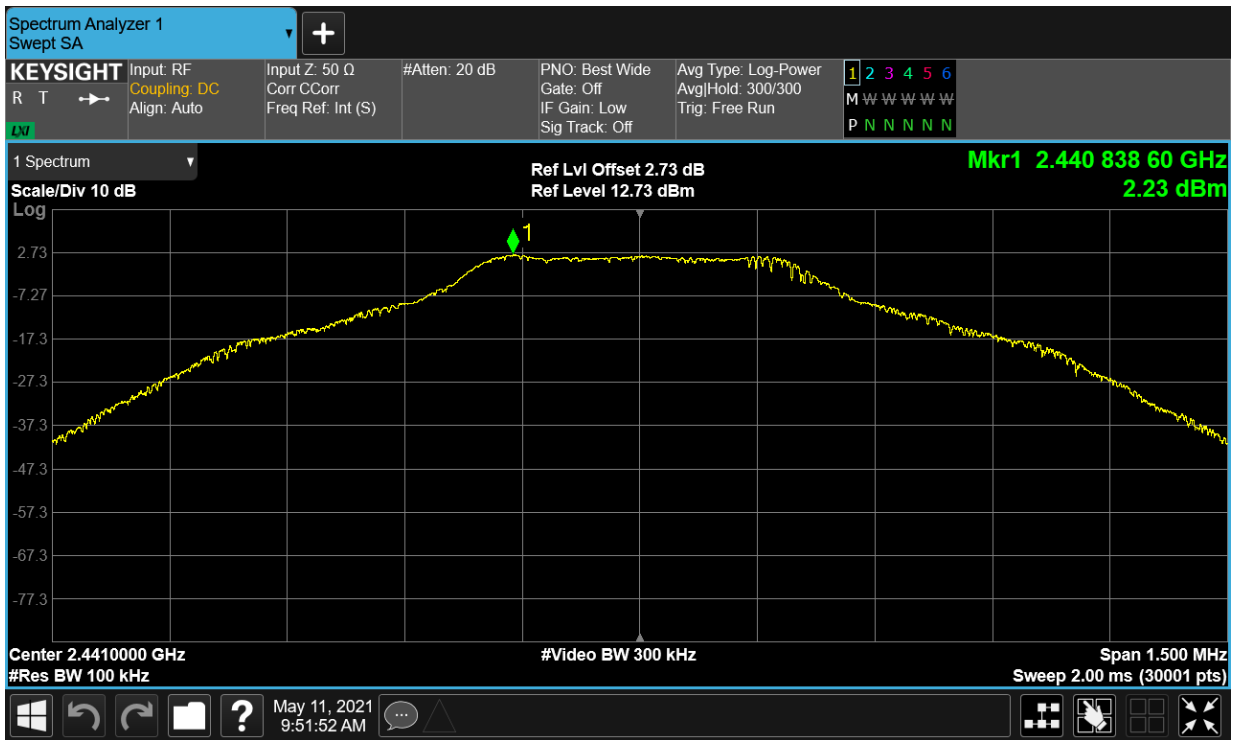 Spectrum Analyzer 1
Swept SA
KEYSIGHT Input: RF Input Z: 50 Ω #Atten: 20 dB PNO: Best Wide Avg Type: Log-Power 1 2 3 4 5 6
R T Coupling: DC Corr CCorr Gate: Off Avg|Hold: 300/300 M W W W W W
Align: Auto Freq Ref: Int (S) IF Gain: Low Trig: Free Run
LXI Sig Track: Off P N N N N N
1 Spectrum Ref Lvl Offset 2.73 dB Mkr1 2.440 838 60 GHz
Scale/Div 10 dB Ref Level 12.73 dBm 2.23 dBm
Log
1
2.73
-7.27
-17.3
-27.3
-37.3
-47.3
-57.3
-67.3
-77.3
Center 2.4410000 GHz #Video BW 300 kHz Span 1.500 MHz
#Res BW 100 kHz Sweep 2.00 ms (30001 pts)
? May 11, 2021
9:51:52 AM